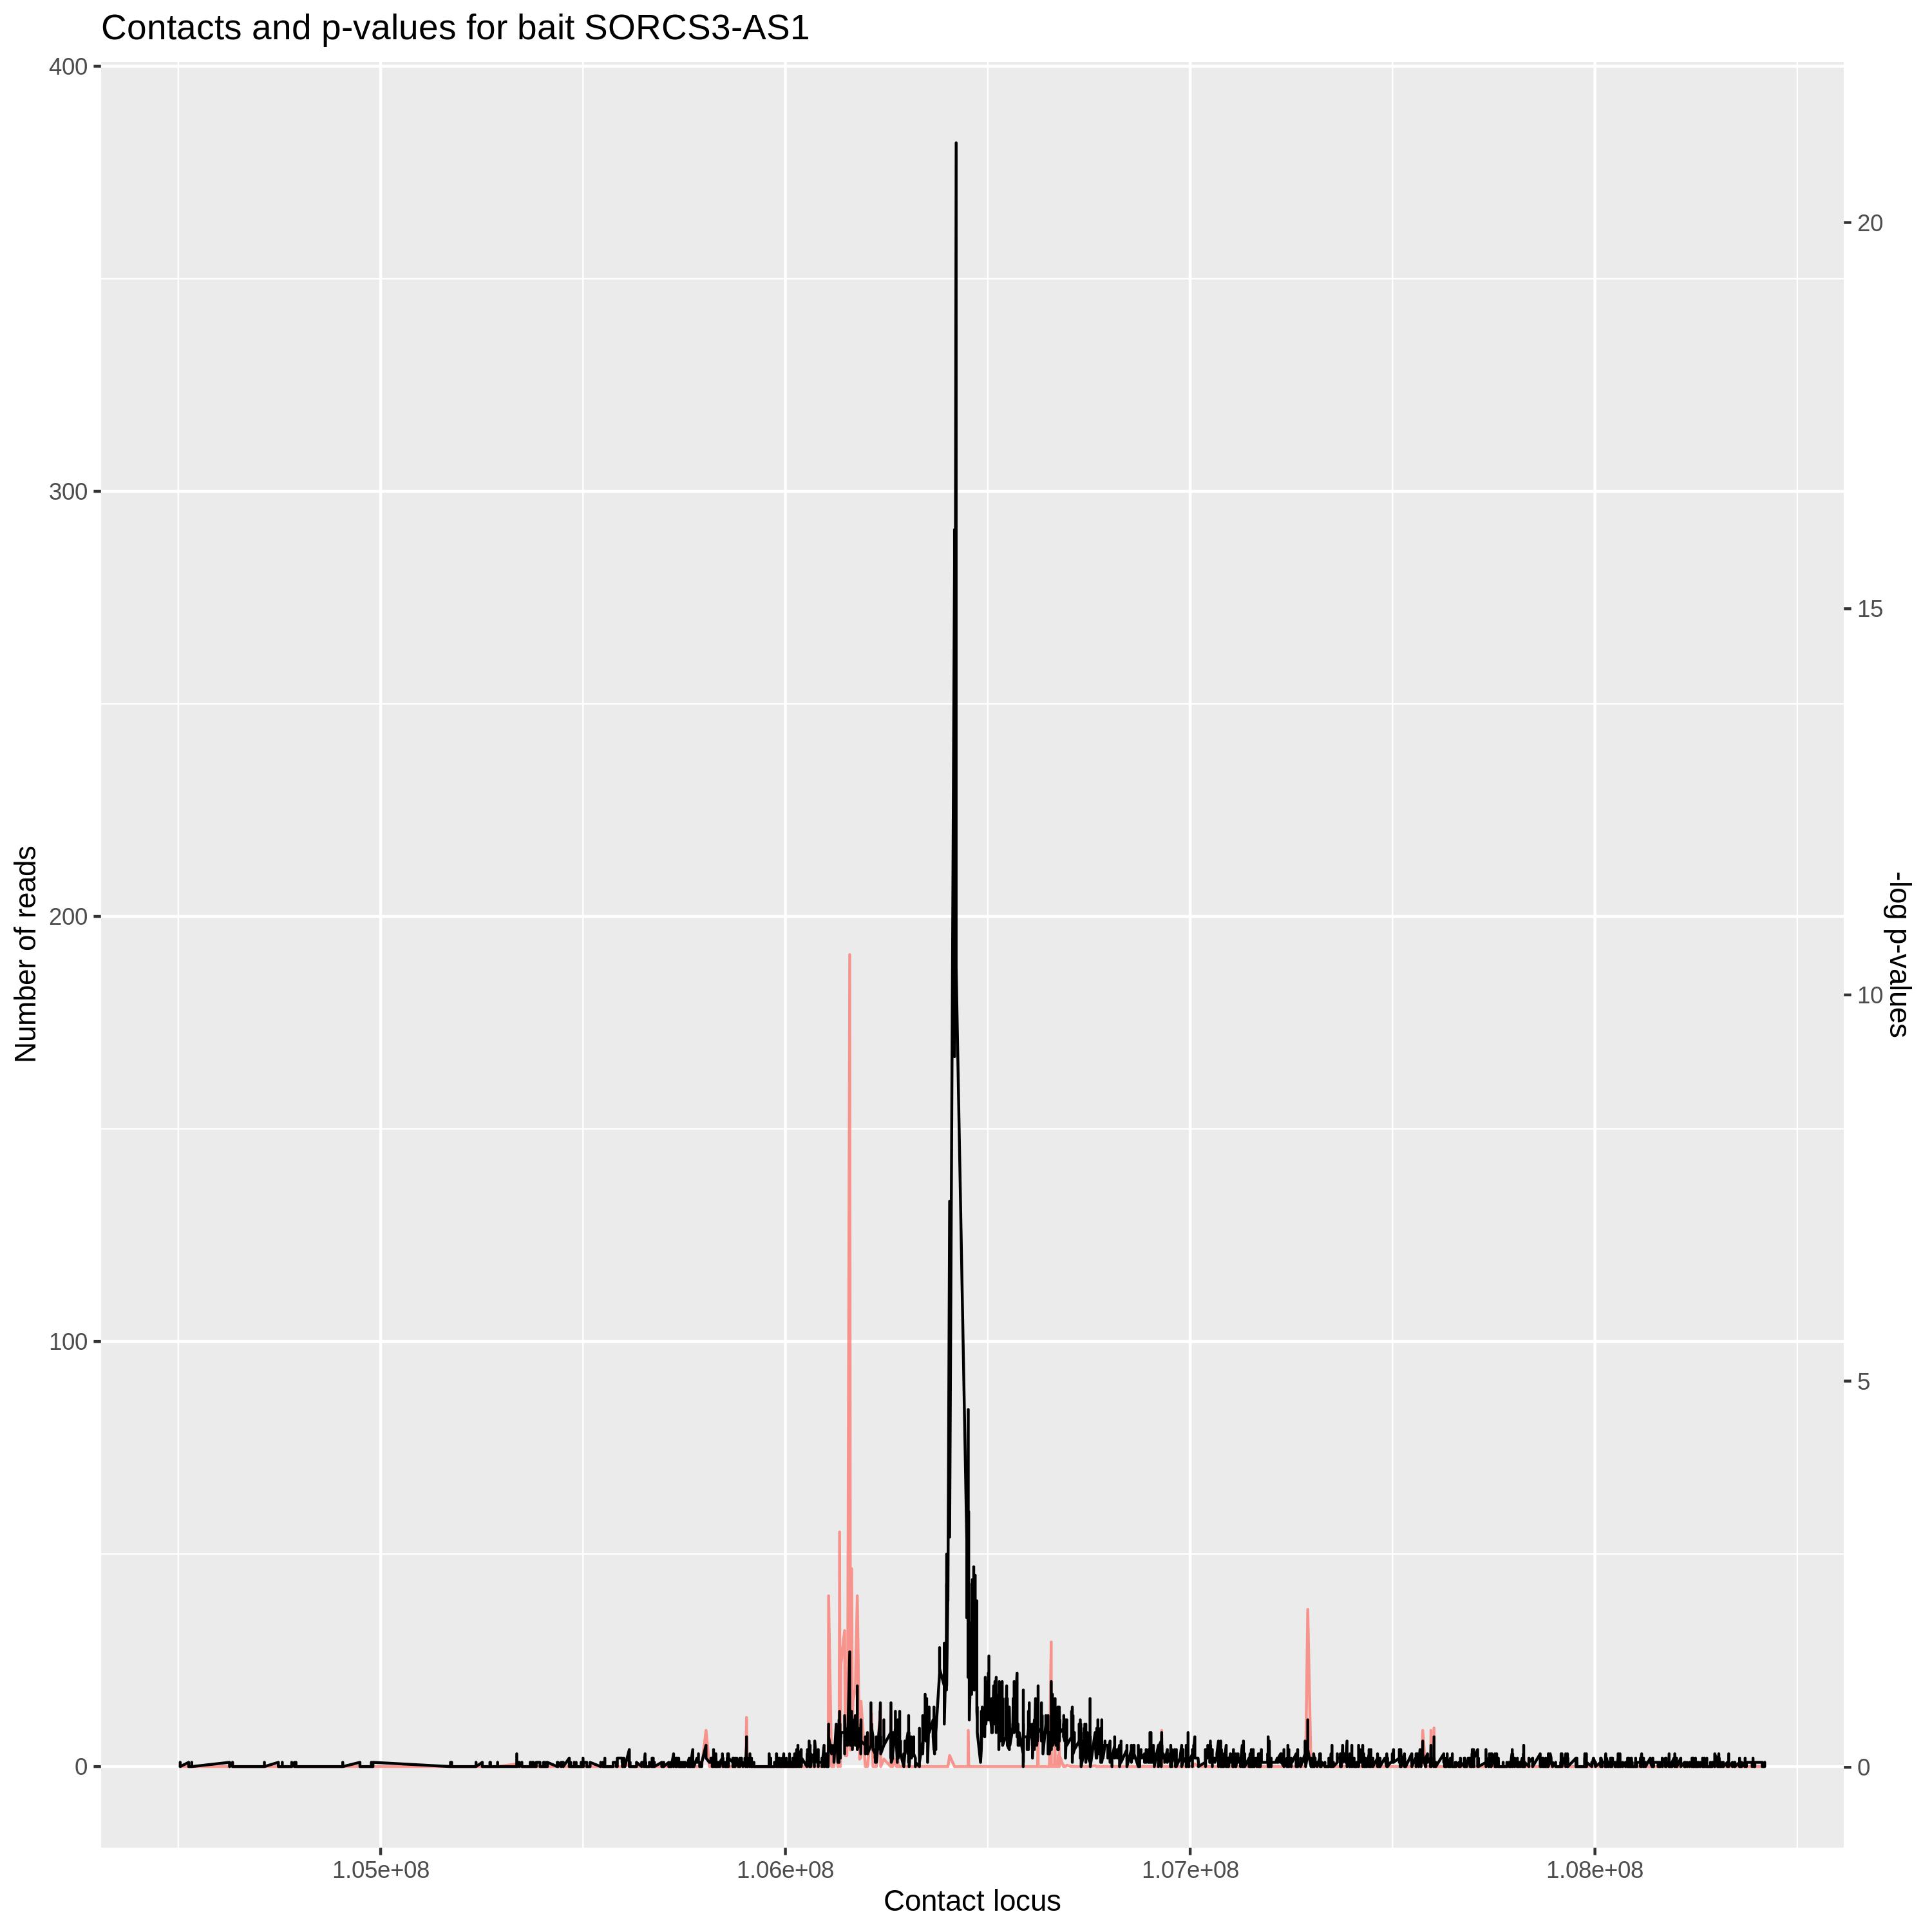 Contacts and p-values for bait SORCS3-AS1
400
300
200
100
0
Number of reads
20
15
10
5
0
-log p-values
1.05e+08
1.06e+08
1.07e+08
1.08e+08
Contact locus